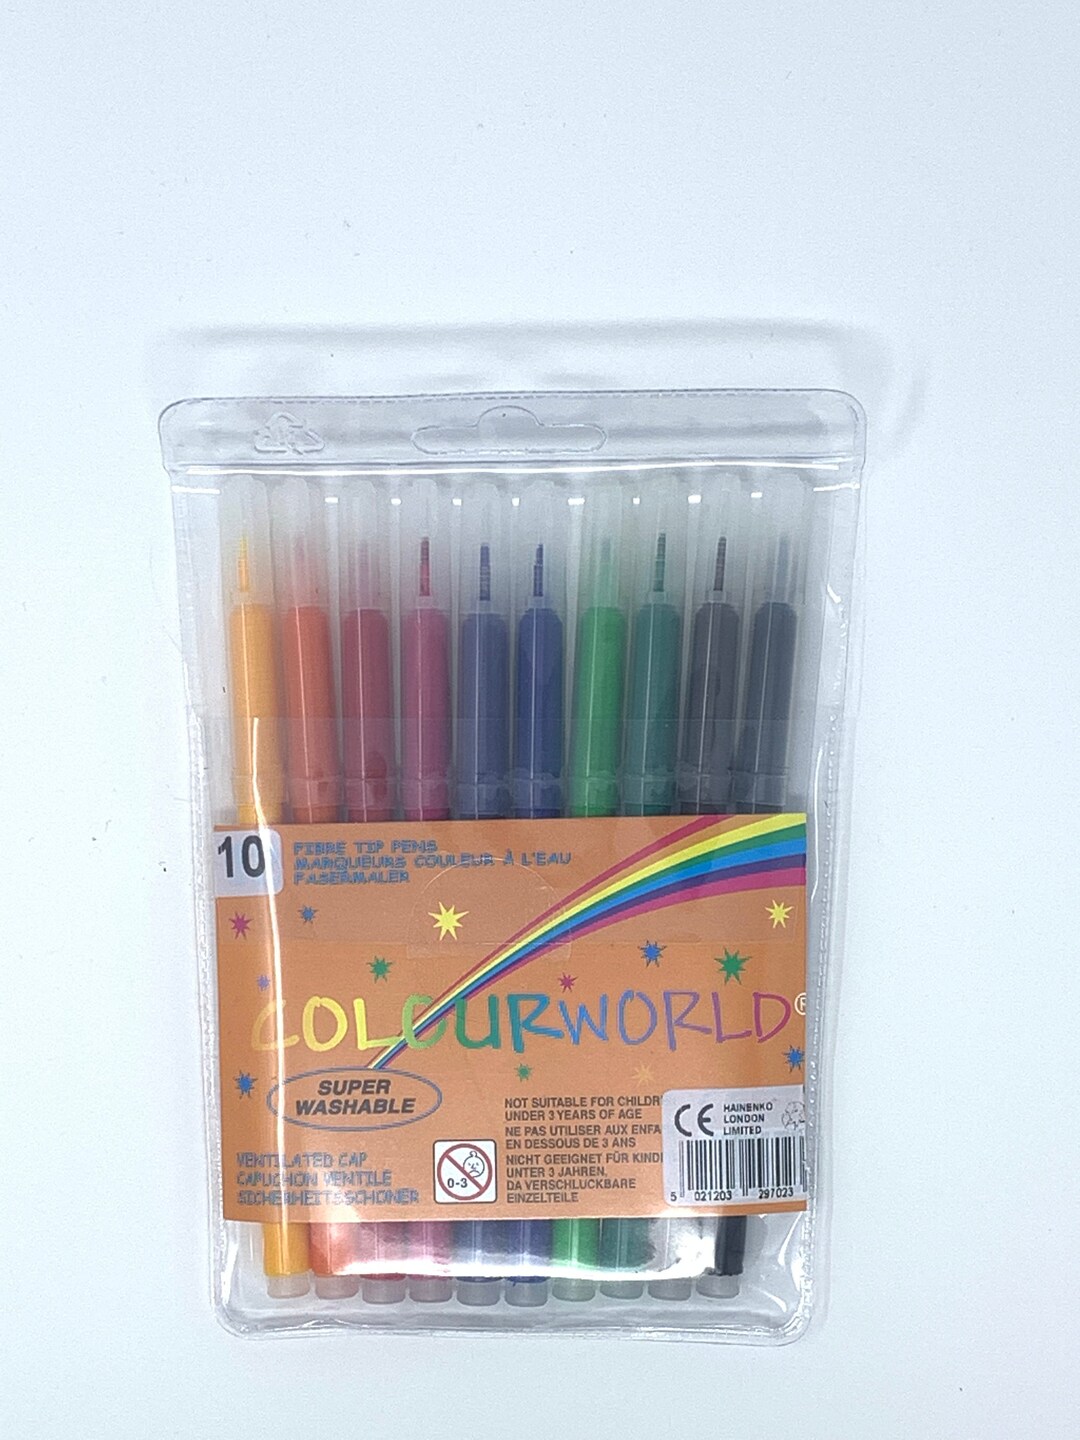 10
FIBRE TIP PENS
MARQUEURS COULEUR À L'EAU
FASERMALER
COLOURWORLD®
SUPER
WASHABLE
VENTILATED CAP
CAPUCHON VENTILE
SICHERHEITSSCHONER
0-3
NOT SUITABLE FOR CHILDR
UNDER 3 YEARS OF AGE
NE PAS UTILISER AUX ENFA
EN DESSOUS DE 3 ANS
NICHT GEEIGNET FÜR KIND
UNTER 3 JAHREN.
DA VERSCHLUCKBARE
EINZELTEILE
CE
HAINENKO
LONDON
LIMITED
5 021203 297023